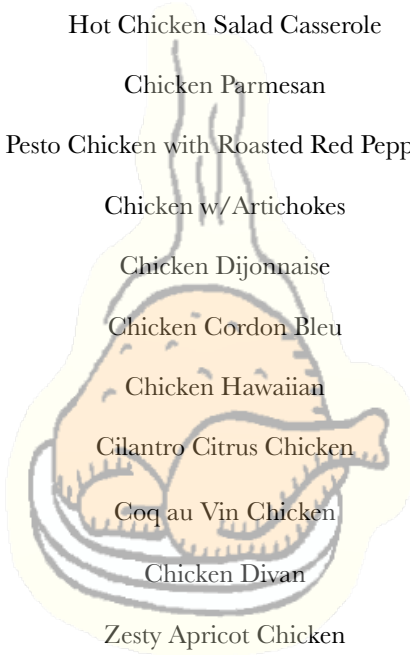 Hot Chicken Salad Casserole
Chicken Parmesan
Pesto Chicken with Roasted Red Pepp
Chicken w/Artichokes
Chicken Dijonnaise
Chicken Cordon Bleu
Chicken Hawaiian
Cilantro Citrus Chicken
Coq au Vin Chicken
Chicken Divan
Zesty Apricot Chicken